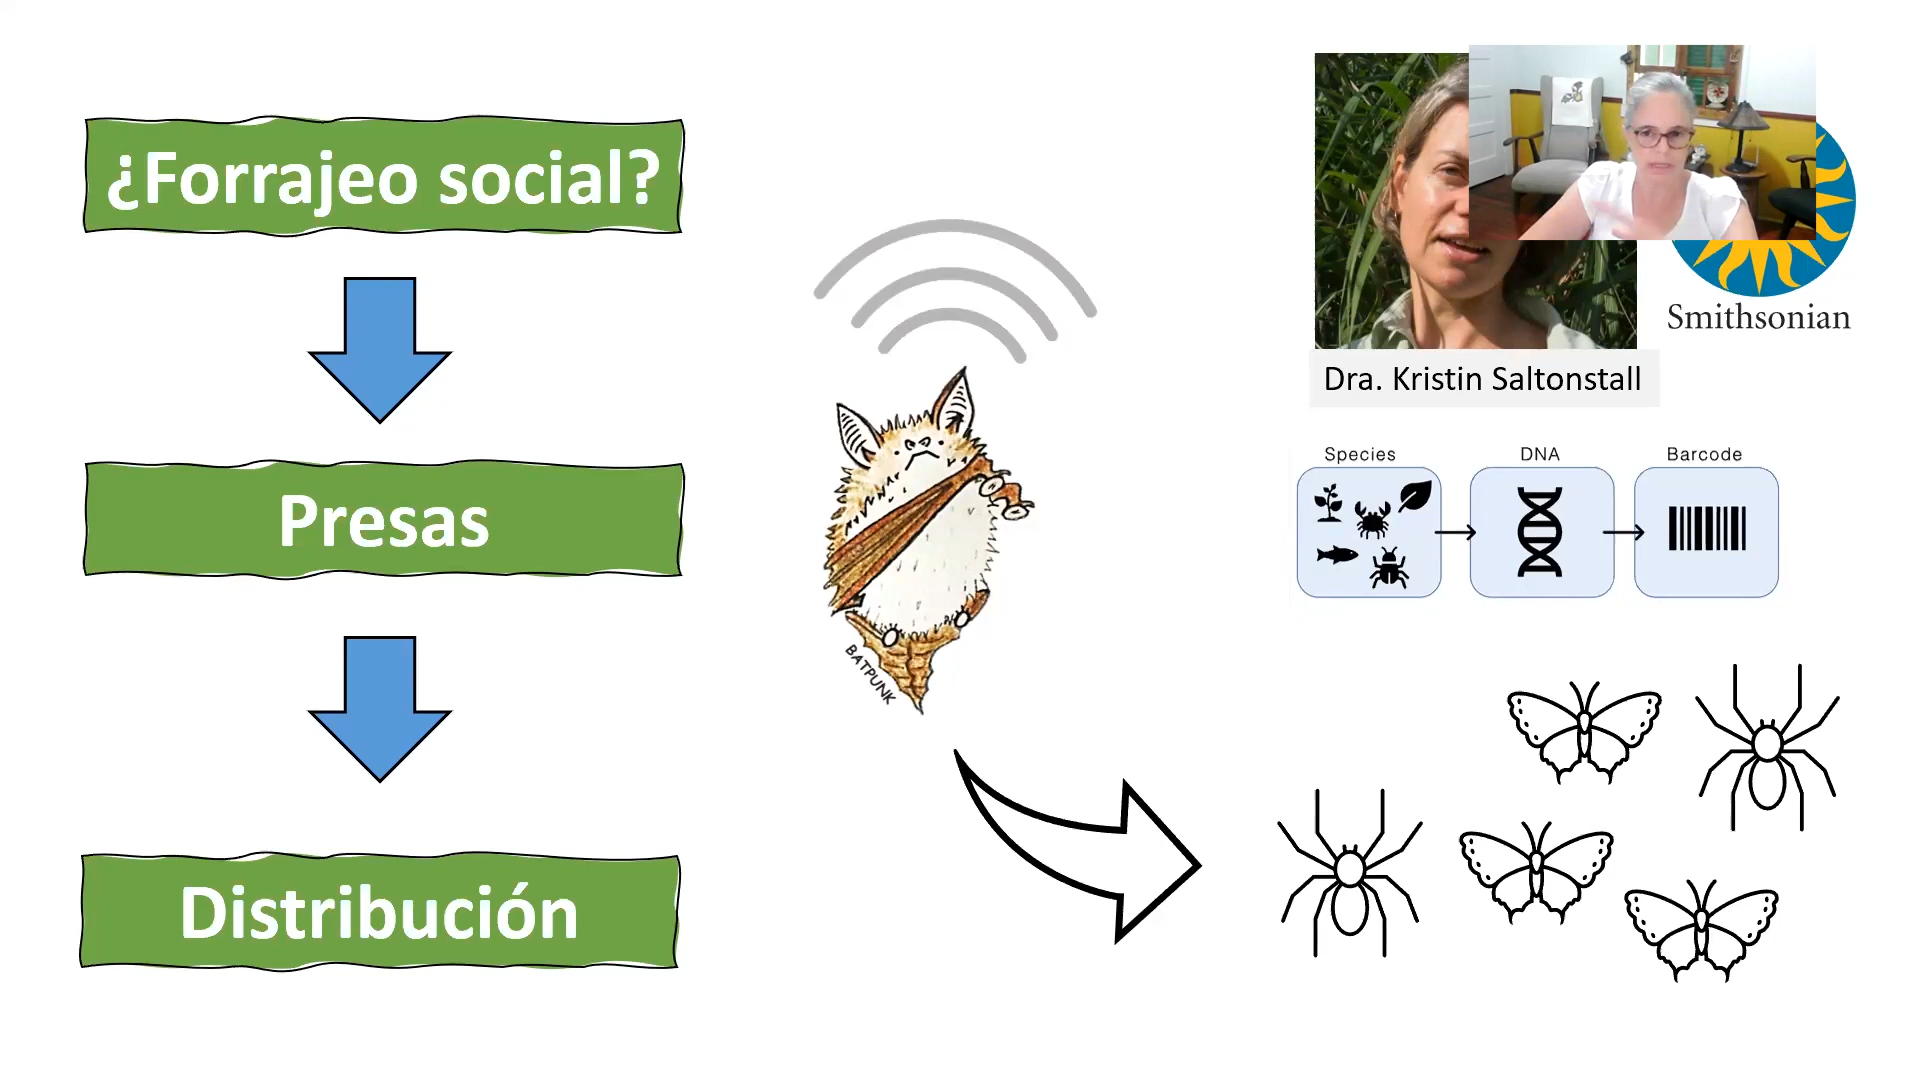 ¿Forrajeo social?
Presas
Distribución
BATPUNK
Smithsonian
Dra. Kristin Saltonstall
Species
DNA
Barcode